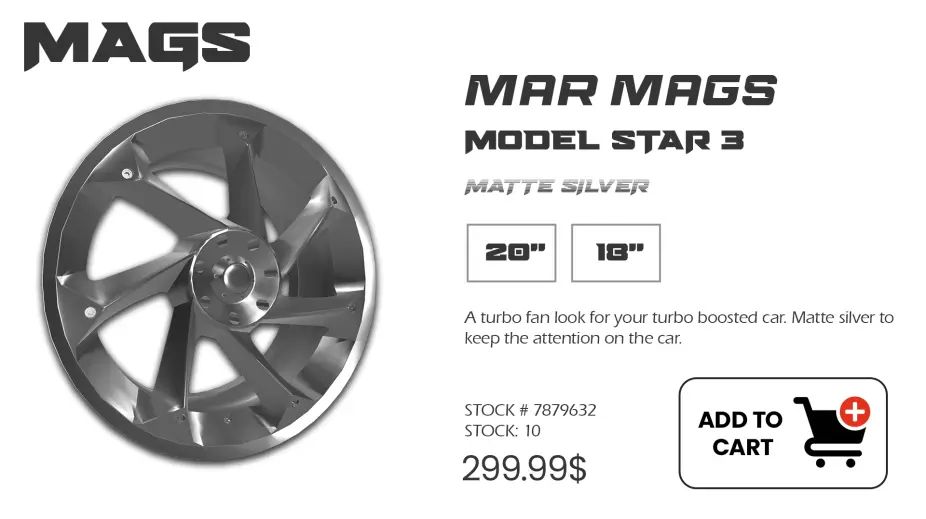 MAGS
MAR MAGS
MODEL STAR 3
MATTE SILVER
20" 18"
A turbo fan look for your turbo boosted car. Matte silver to
keep the attention on the car.
STOCK # 7879632
STOCK: 10
299.99$
ADD TO
CART